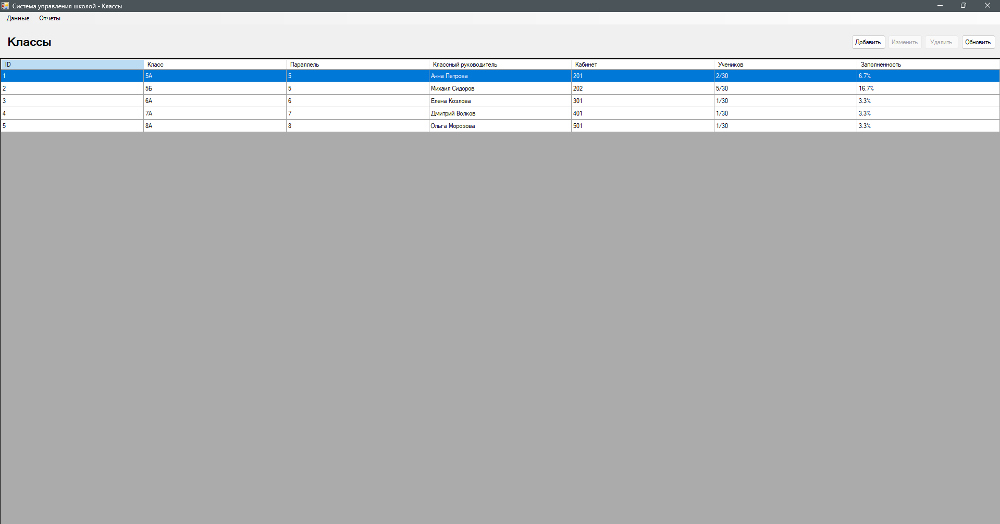 Система управления школой - Классы
Данные Отчеты
Классы
Добавить Изменить Удалить Обновить
ID Класс Параллель Классный руководитель Кабинет Учеников Заполненность
1 5А 5 Анна Петрова 201 2/30 6.7%
2 5Б 5 Михаил Сидоров 202 5/30 16.7%
3 6А 6 Елена Козлова 301 1/30 3.3%
4 7А 7 Дмитрий Волков 401 1/30 3.3%
5 8А 8 Ольга Морозова 501 1/30 3.3%